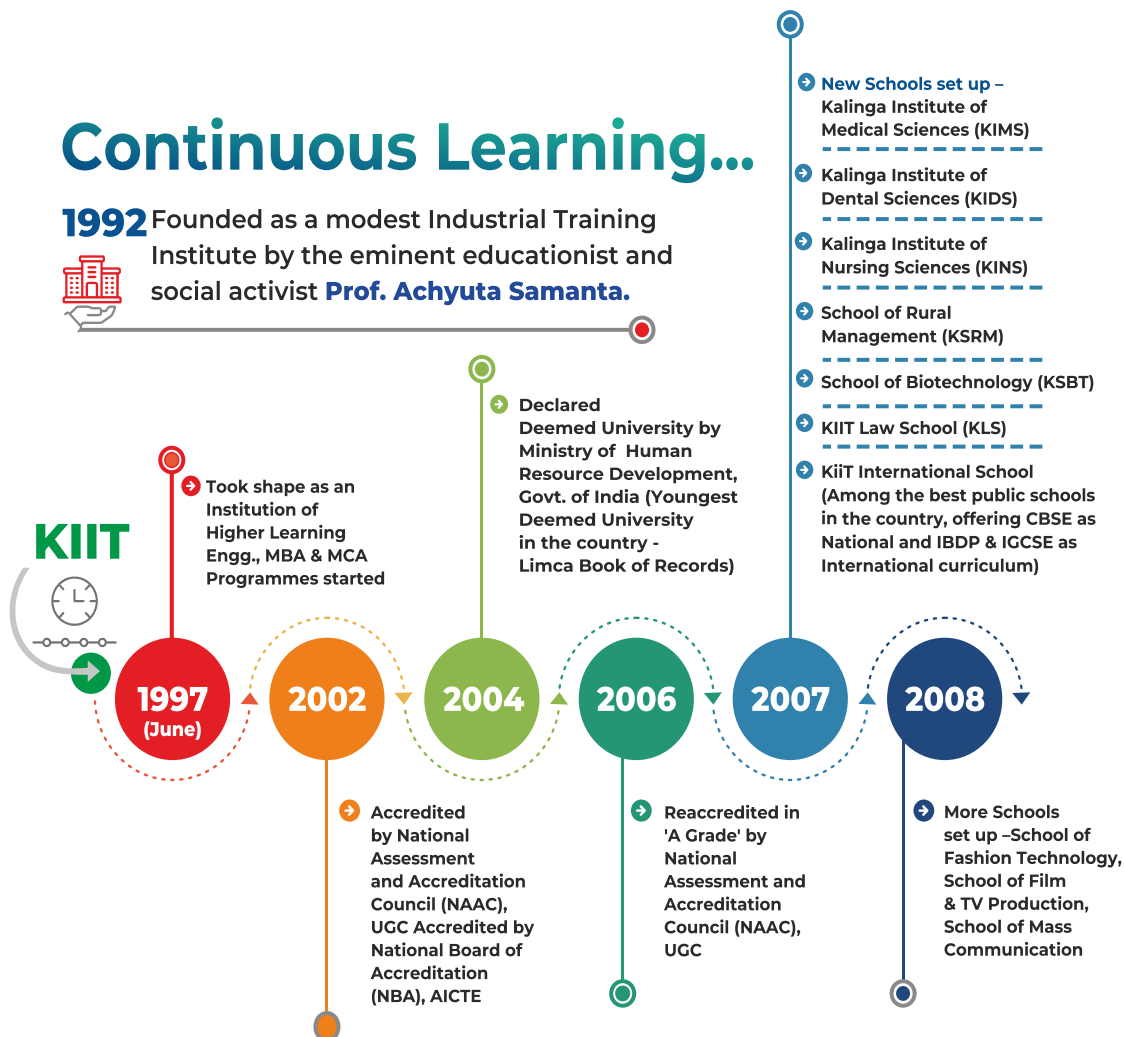 Continuous Learning...
1992 Founded as a modest Industrial Training
Institute by the eminent educationist and
social activist Prof. Achyuta Samanta.
KIIT
1997
(June)
Took shape as an
Institution of
Higher Learning
Engg., MBA & MCA
Programmes started
2002
Accredited
by National
Assessment
and Accreditation
Council (NAAC),
UGC Accredited by
National Board of
Accreditation
(NBA), AICTE
2004
Declared
Deemed University by
Ministry of Human
Resource Development,
Govt. of India (Youngest
Deemed University
in the country -
Limca Book of Records)
2006
Reaccredited in
'A Grade' by
National
Assessment and
Accreditation
Council (NAAC),
UGC
2007
New Schools set up –
Kalinga Institute of
Medical Sciences (KIMS)
Kalinga Institute of
Dental Sciences (KIDS)
Kalinga Institute of
Nursing Sciences (KINS)
School of Rural
Management (KSRM)
School of Biotechnology (KSBT)
KIIT Law School (KLS)
KiiT International School
(Among the best public schools
in the country, offering CBSE as
National and IBDP & IGCSE as
International curriculum)
2008
More Schools
set up –School of
Fashion Technology,
School of Film
& TV Production,
School of Mass
Communication